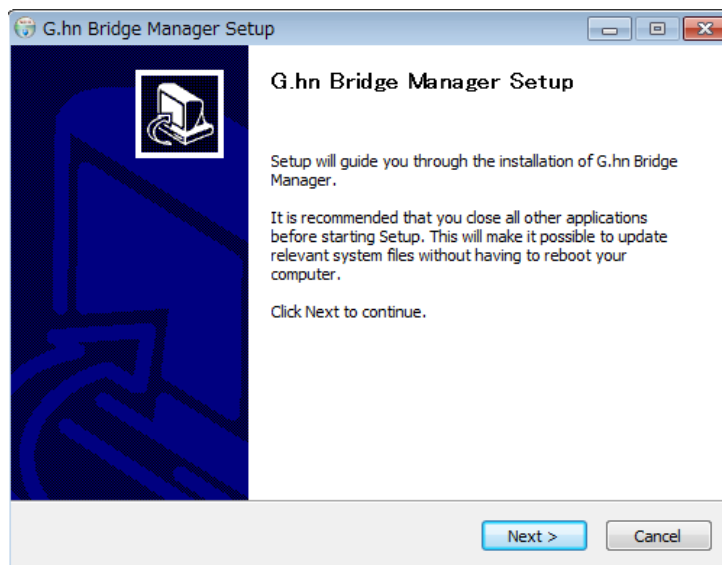 G.hn Bridge Manager Setup
G.hn Bridge Manager Setup
Setup will guide you through the installation of G.hn Bridge
Manager.
It is recommended that you close all other applications
before starting Setup. This will make it possible to update
relevant system files without having to reboot your
computer.
Click Next to continue.
Next >
Cancel